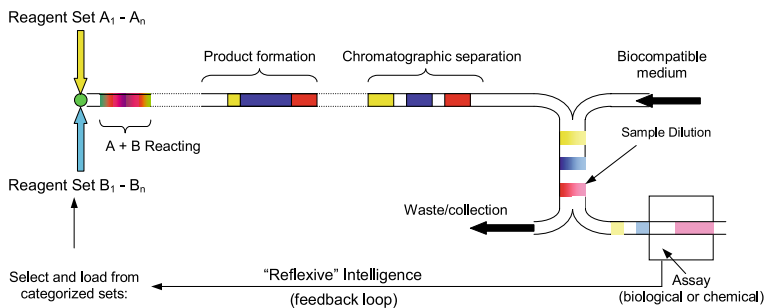 Reagent Set A₁ - Aₙ
Product formation
Chromatographic separation
Biocompatible
medium
A + B Reacting
Sample Dilution
Reagent Set B₁ - Bₙ
Waste/collection
Select and load from
categorized sets:
“Reflexive” Intelligence
(feedback loop)
Assay
(biological or chemical)